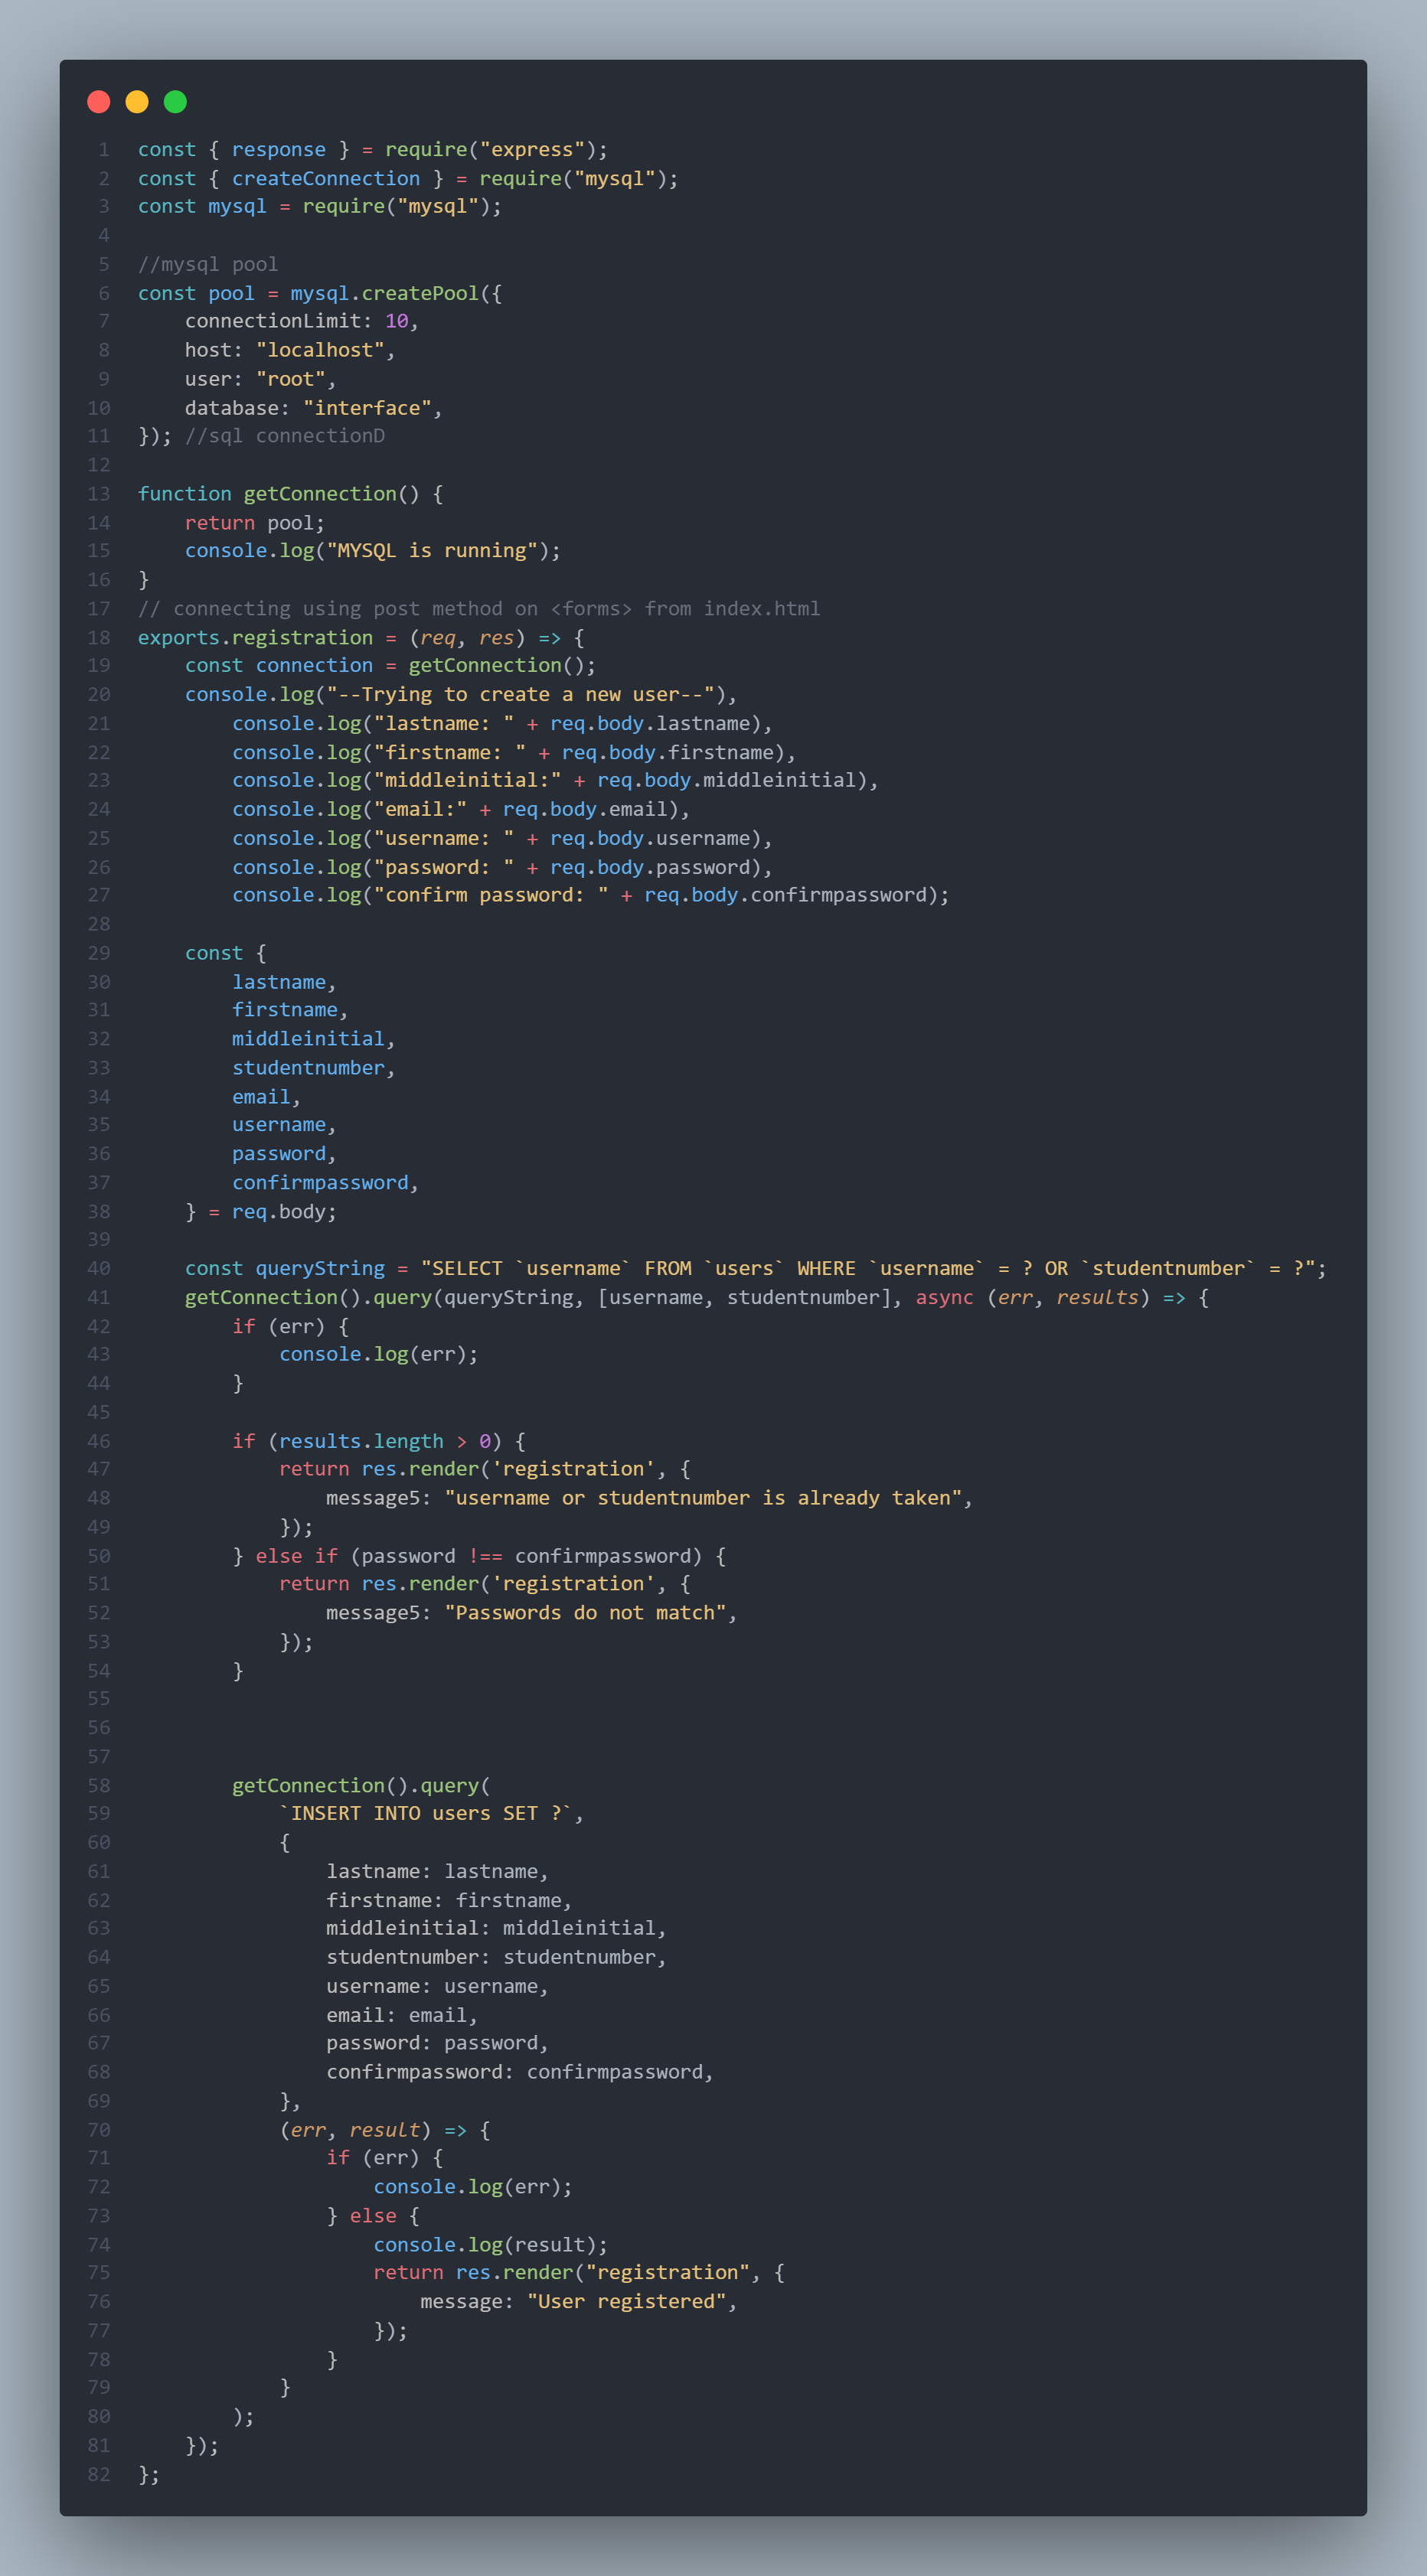 1 const { response } = require("express");
2 const { createConnection } = require("mysql");
3 const mysql = require("mysql");
4
5 //mysql pool
6 const pool = mysql.createPool({
7     connectionLimit: 10,
8     host: "localhost",
9     user: "root",
10     database: "interface",
11 }); //sql connectionD
12
13 function getConnection() {
14     return pool;
15     console.log("MYSQL is running");
16 }
17 // connecting using post method on <forms> from index.html
18 exports.registration = (req, res) => {
19     const connection = getConnection();
20     console.log("--Trying to create a new user--"),
21         console.log("lastname: " + req.body.lastname),
22         console.log("firstname: " + req.body.firstname),
23         console.log("middleinitial:" + req.body.middleinitial),
24         console.log("email:" + req.body.email),
25         console.log("username: " + req.body.username),
26         console.log("password: " + req.body.password),
27         console.log("confirm password: " + req.body.confirmpassword);
28
29     const {
30         lastname,
31         firstname,
32         middleinitial,
33         studentnumber,
34         email,
35         username,
36         password,
37         confirmpassword,
38     } = req.body;
39
40     const queryString = "SELECT `username` FROM `users` WHERE `username` = ? OR `studentnumber` = ?";
41     getConnection().query(queryString, [username, studentnumber], async (err, results) => {
42         if (err) {
43             console.log(err);
44         }
45
46         if (results.length > 0) {
47             return res.render('registration', {
48                 message5: "username or studentnumber is already taken",
49             });
50         } else if (password !== confirmpassword) {
51             return res.render('registration', {
52                 message5: "Passwords do not match",
53             });
54         }
55
56
57
58         getConnection().query(
59             `INSERT INTO users SET ?`,
60             {
61                 lastname: lastname,
62                 firstname: firstname,
63                 middleinitial: middleinitial,
64                 studentnumber: studentnumber,
65                 username: username,
66                 email: email,
67                 password: password,
68                 confirmpassword: confirmpassword,
69             },
70             (err, result) => {
71                 if (err) {
72                     console.log(err);
73                 } else {
74                     console.log(result);
75                     return res.render("registration", {
76                         message: "User registered",
77                     });
78                 }
79             }
80         );
81     });
82 };